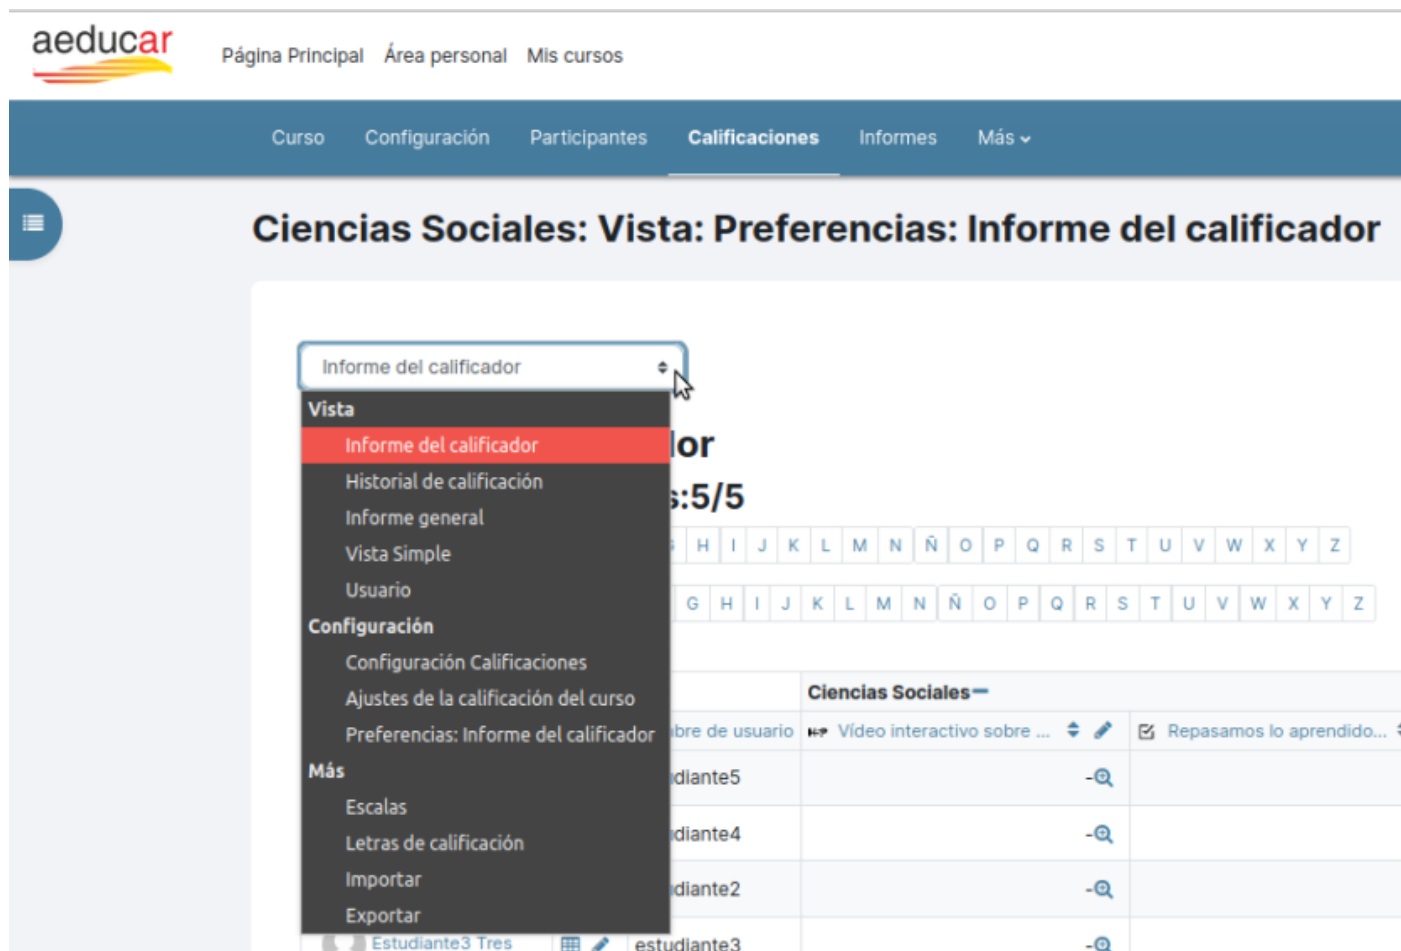 aeducar
Página Principal Área personal Mis cursos
Curso Configuración Participantes Calificaciones Informes Más
Ciencias Sociales: Vista: Preferencias: Informe del calificador
Informe del calificador
Vista
Informe del calificador
Historial de calificación
Informe general
Vista Simple
Usuario
Configuración
Configuración Calificaciones
Ajustes de la calificación del curso
Preferencias: Informe del calificador
Más
Escalas
Letras de calificación
Importar
Exportar
or
:5/5
H I J K L M N Ñ O P Q R S T U V W X Y Z
G H I J K L M N Ñ O P Q R S T U V W X Y Z
Ciencias Sociales
bre de usuario H-P Vídeo interactivo sobre ... Repasamos lo aprendido...
diante5 -
diante4 -
diante2 -
Estudiante3 Tres estudiante3 -